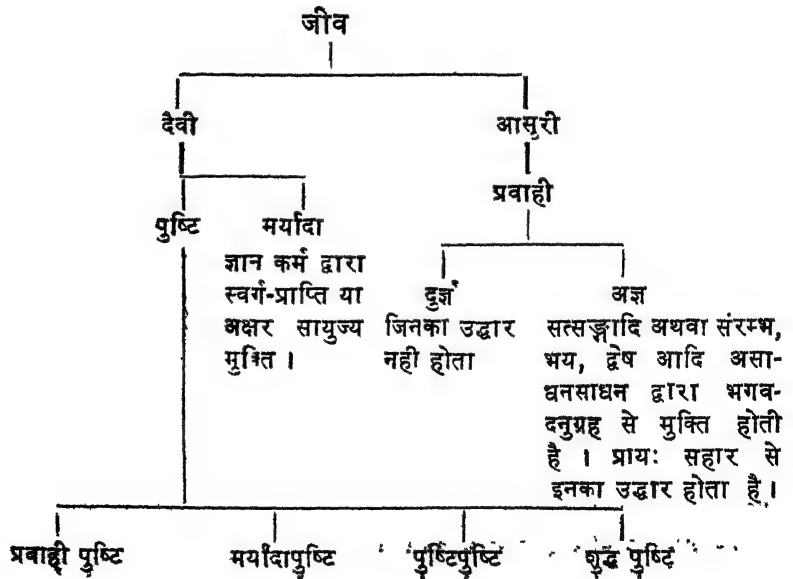 जीव
दैवी आसुरी
प्रवाही
पुष्टि मर्यादा
ज्ञान कर्म द्वारा
स्वर्ग-प्राप्ति या
अक्षर सायुज्य
मुक्ति ।
दुर्ज्ञ
जिनका उद्धार
नही होता
अज्ञ
सत्सङ्गादि अथवा संरम्भ,
भय, द्वेष आदि असा-
धनसाधन द्वारा भगव-
दनुग्रह से मुक्ति होती
है । प्रायः सहार से
इनका उद्धार होता है ।
प्रवाही पुष्टि मर्यादापुष्टि पुष्टिपुष्टि शुद्ध पुष्टि